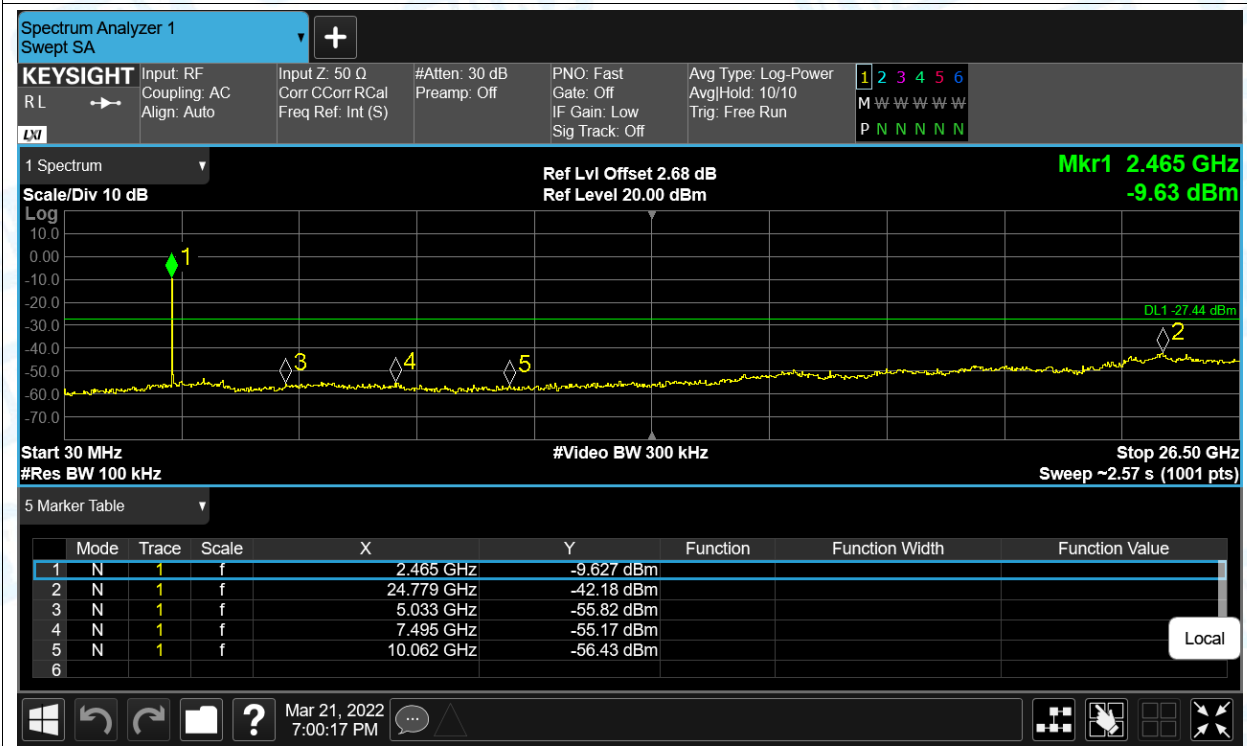 Spectrum Analyzer 1
Swept SA
KEYSIGHT Input: RF Input Z: 50 Ω #Atten: 30 dB PNO: Fast Avg Type: Log-Power 1 2 3 4 5 6
R L Coupling: AC Corr CCorr RCal Preamp: Off Gate: Off Avg|Hold: 10/10 M W W W W W W
Align: Auto Freq Ref: Int (S) IF Gain: Low Trig: Free Run
LXI Sig Track: Off P N N N N N
1 Spectrum Ref Lvl Offset 2.68 dB Mkr1 2.465 GHz
Scale/Div 10 dB Ref Level 20.00 dBm -9.63 dBm
Log
10.0
0.00 1
-10.0
-20.0
DL1 -27.44 dBm
-30.0
2
-40.0
3 4 5
-50.0
-60.0
-70.0
Start 30 MHz #Video BW 300 kHz Stop 26.50 GHz
#Res BW 100 kHz Sweep ~2.57 s (1001 pts)
5 Marker Table
Mode Trace Scale X Y Function Function Width Function Value
1 N 1 f 2.465 GHz -9.627 dBm
2 N 1 f 24.779 GHz -42.18 dBm
3 N 1 f 5.033 GHz -55.82 dBm
4 N 1 f 7.495 GHz -55.17 dBm
5 N 1 f 10.062 GHz -56.43 dBm
6
Local
? Mar 21, 2022
7:00:17 PM